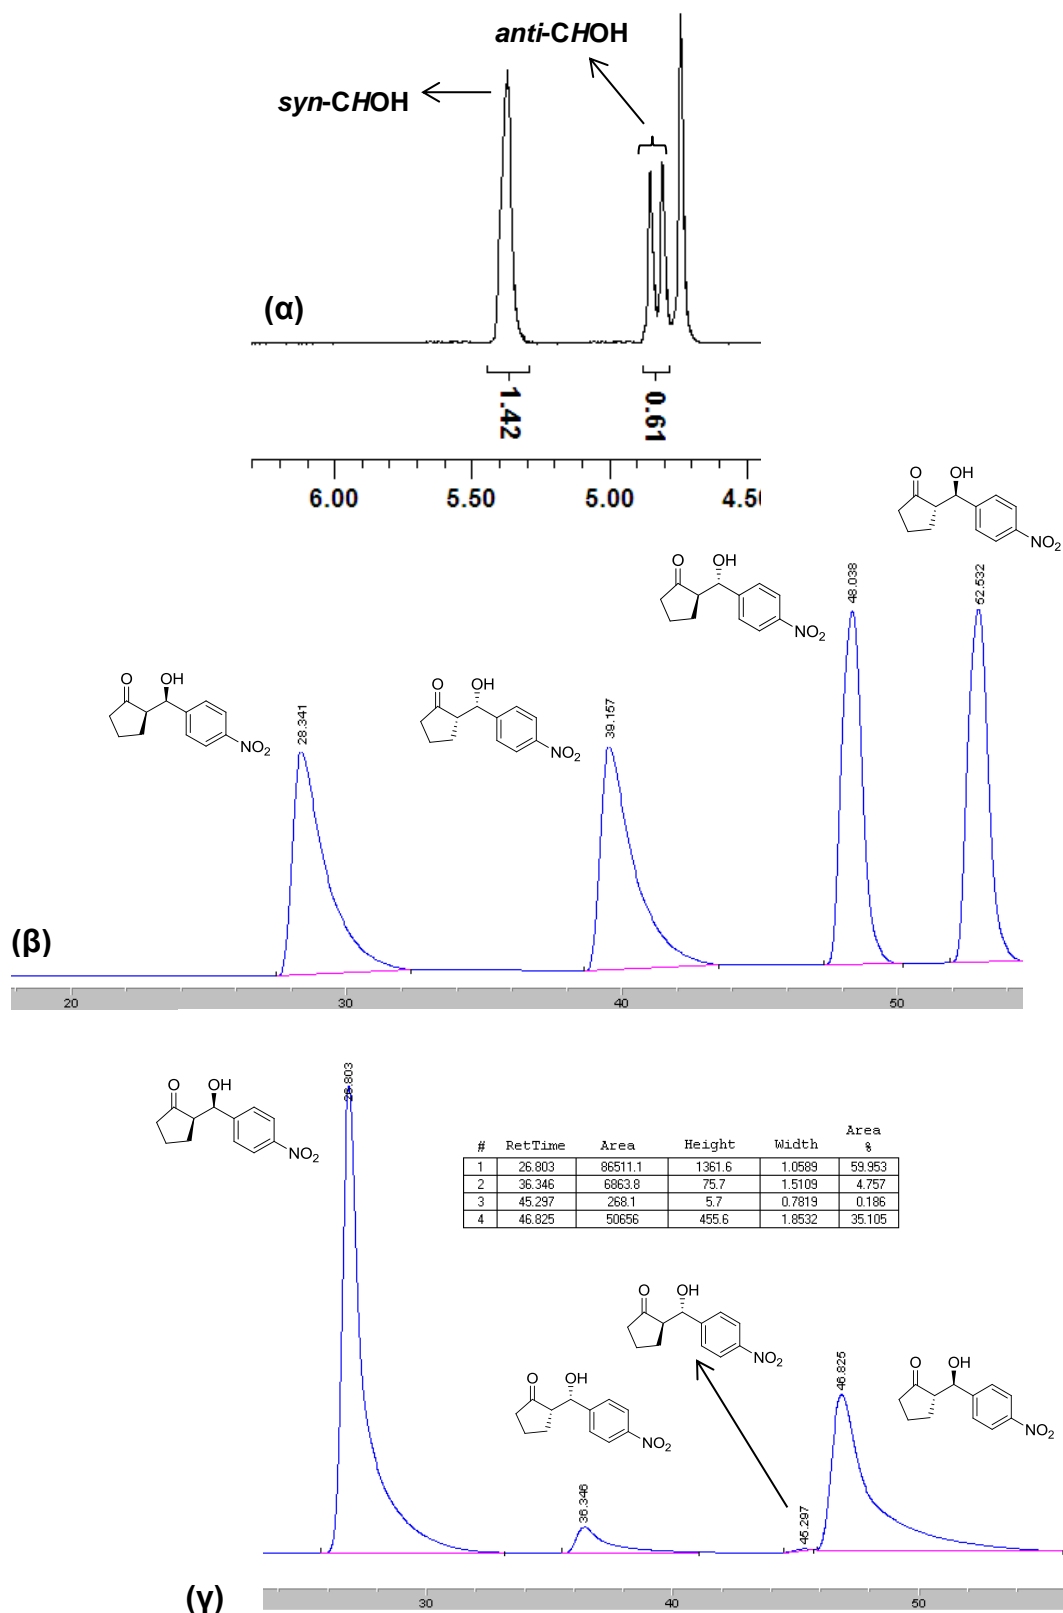 anti-CHOH
syn-CHOH
(α)
1.42
0.61
6.00 5.50 5.00 4.5
O OH
NO2
O OH
NO2
O OH
NO2
O OH
NO2
28.341
39.157
48.038
52.532
(β)
20 30 40 50
O OH
NO2
26.803
# RetTime Area Height Width Area %
1 26.803 86511.1 1361.6 1.0589 59.953
2 36.346 6863.8 75.7 1.5109 4.757
3 45.297 268.1 5.7 0.7819 0.186
4 46.825 50656 455.6 1.8532 35.105
O OH
NO2
O OH
NO2
O OH
NO2
36.346
45.297
46.825
(γ)
30 40 50